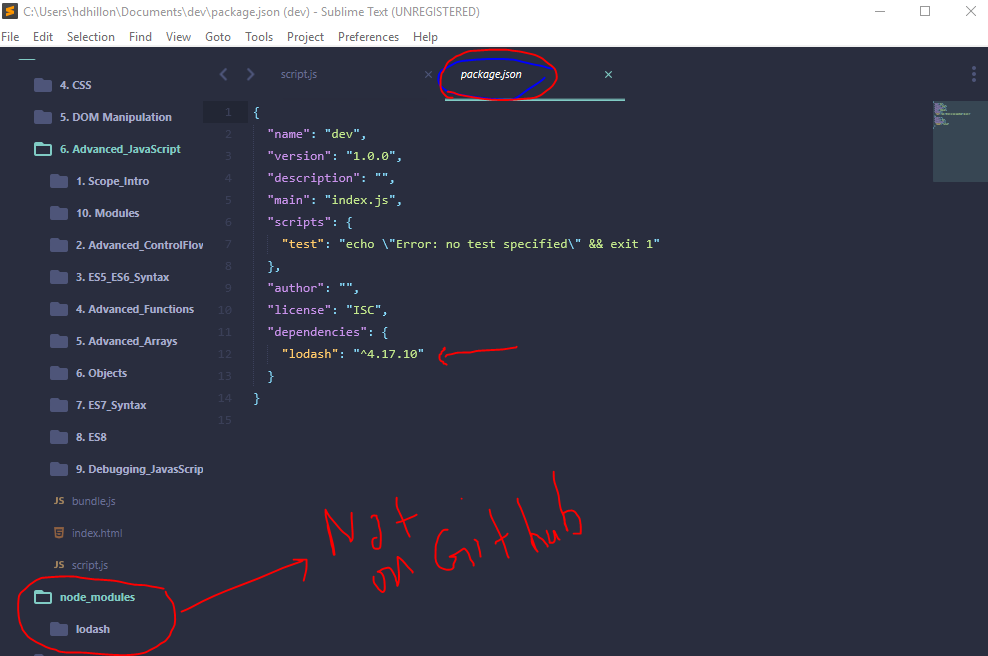 C:\Users\hdhillon\Documents\dev\package.json (dev) - Sublime Text (UNREGISTERED)
File Edit Selection Find View Goto Tools Project Preferences Help
4. CSS
5. DOM Manipulation
6. Advanced_JavaScript
1. Scope_Intro
10. Modules
2. Advanced_ControlFlow
3. ES5_ES6_Syntax
4. Advanced_Functions
5. Advanced_Arrays
6. Objects
7. ES7_Syntax
8. ES8
9. Debugging_JavasScrip
JS bundle.js
index.html
JS script.js
node_modules
lodash
script.js × package.json ×
1 {
2 "name": "dev",
3 "version": "1.0.0",
4 "description": "",
5 "main": "index.js",
6 "scripts": {
7 "test": "echo \"Error: no test specified\" && exit 1"
8 },
9 "author": "",
10 "license": "ISC",
11 "dependencies": {
12 "lodash": "^4.17.10"
13 }
14 }
15
Not
on GitHub